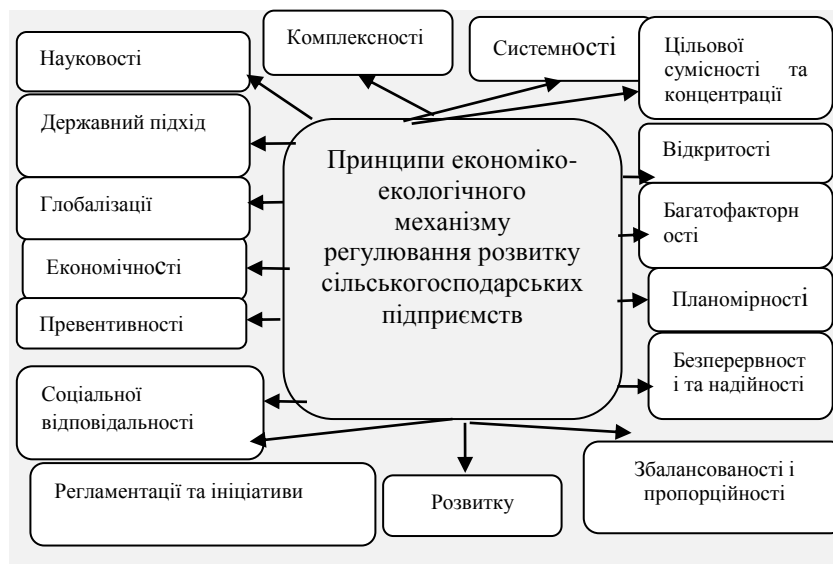 Комплексності
Системності
Цільової
сумісності та
концентрації
Науковості
Державний підхід
Глобалізації
Економічності
Превентивності
Соціальної
відповідальності
Регламентації та ініціативи
Принципи економіко-
екологічного
механізму
регулювання розвитку
сільськогосподарських
підприємств
Відкритості
Багатофакторн
ості
Планомірності
Безперервност
і та надійності
Розвитку
Збалансованості і
пропорційності